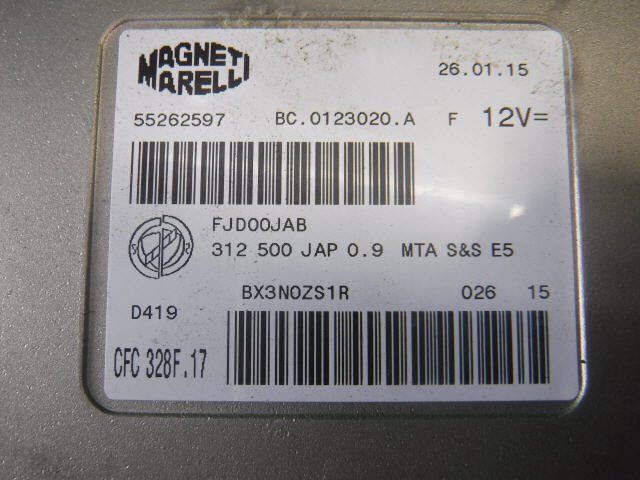 MAGNETI
MARELLI
26.01.15
55262597 BC.0123020.A F 12V=
FJD00JAB
312 500 JAP 0.9 MTA S&S E5
BX3N0ZS1R 026 15
D419
CFC 328F.17